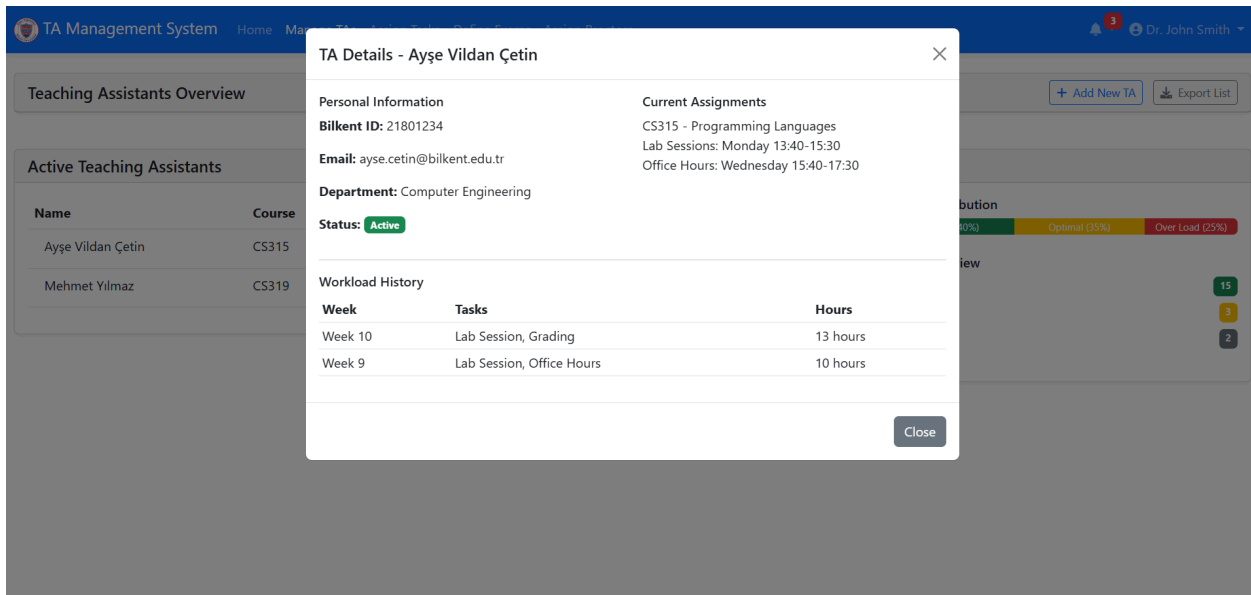 TA Management System Home Dr. John Smith
3
TA Details - Ayşe Vildan Çetin
Teaching Assistants Overview
+ Add New TA Export List
Personal Information
Bilkent ID: 21801234
Email: ayse.cetin@bilkent.edu.tr
Department: Computer Engineering
Status: Active
Current Assignments
CS315 - Programming Languages
Lab Sessions: Monday 13:40-15:30
Office Hours: Wednesday 15:40-17:30
Active Teaching Assistants
Name Course
Ayşe Vildan Çetin CS315
Mehmet Yılmaz CS319
Workload History
Week Tasks Hours
Week 10 Lab Session, Grading 13 hours
Week 9 Lab Session, Office Hours 10 hours
Close
Optimal (35%) Over Load (25%)
15
3
2